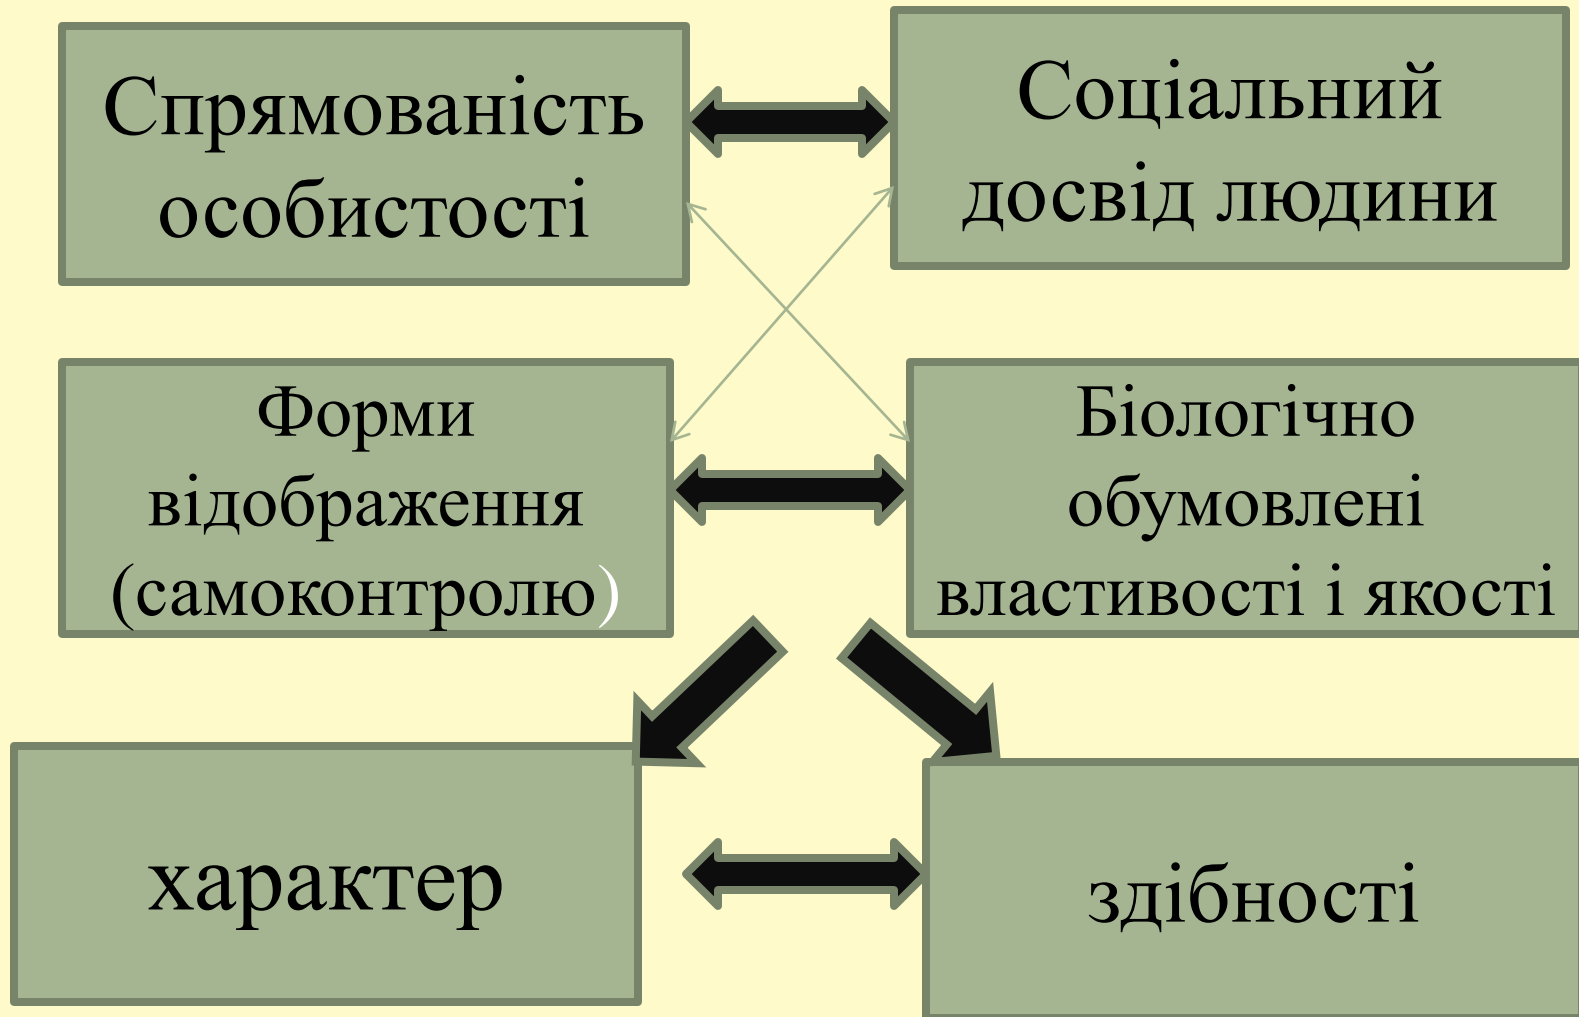 Спрямованість
особистості
Соціальний
досвід людини
Форми
відображення
(самоконтролю)
Біологічно
обумовлені
властивості і якості
характер
здібності